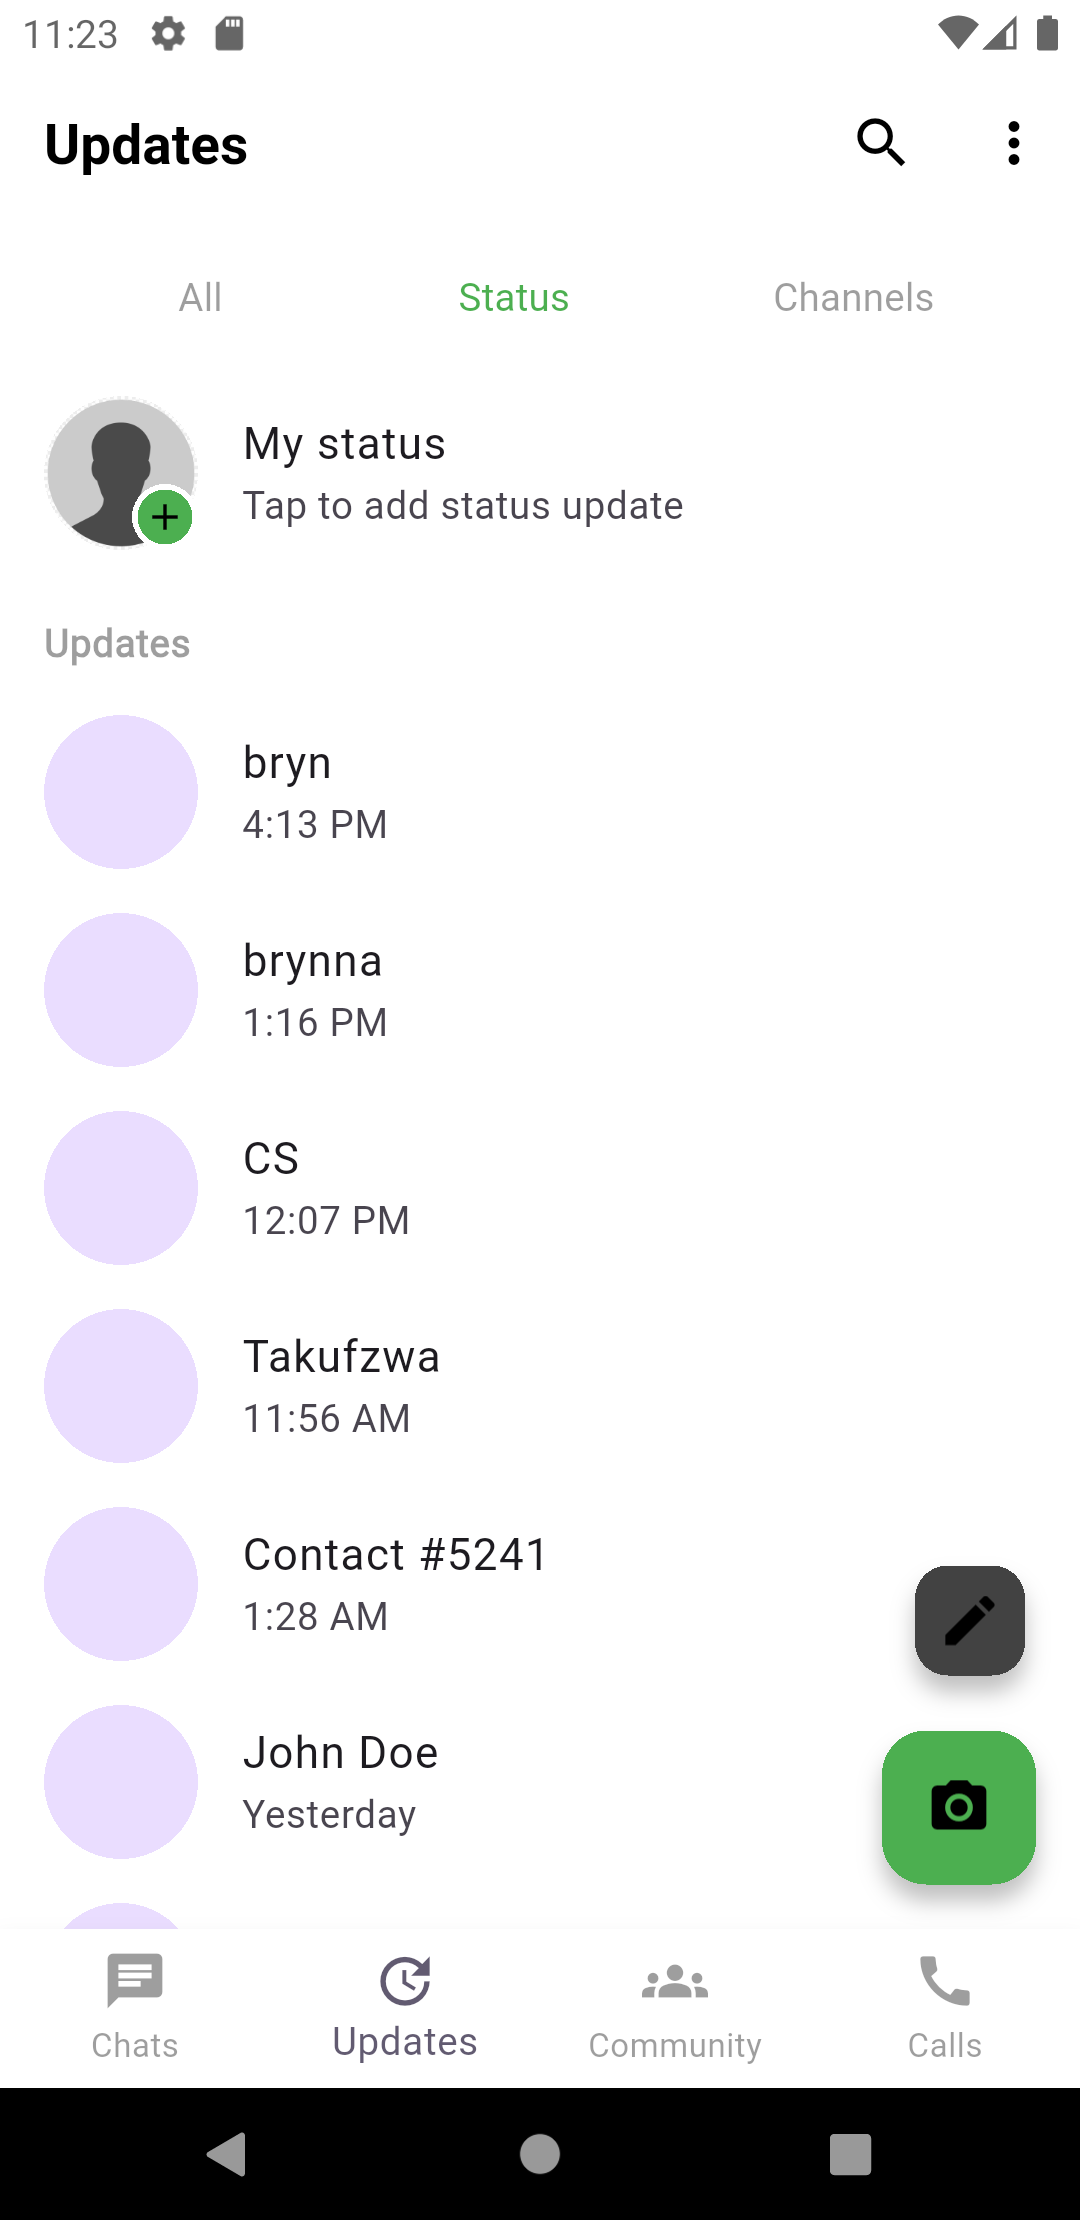 11:23
Updates
All
Status
Channels
My status
Tap to add status update
Updates
bryn
4:13 PM
brynna
1:16 PM
CS
12:07 PM
Takufzwa
11:56 AM
Contact #5241
1:28 AM
John Doe
Yesterday
Chats
Updates
Community
Calls